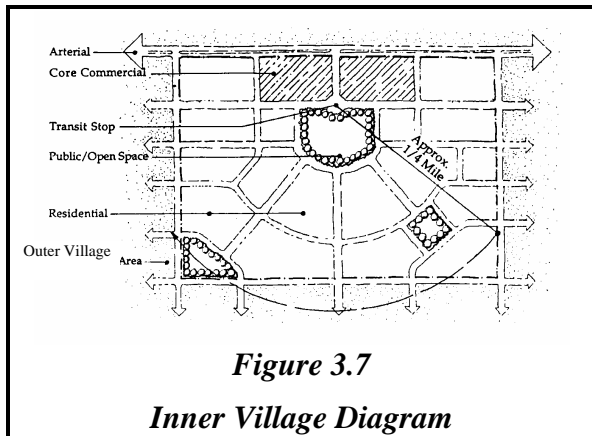 Arterial
Core Commercial
Transit Stop
Public/Open Space
Approx.
1/4 Mile
Residential
Outer Village
Area
Figure 3.7
Inner Village Diagram